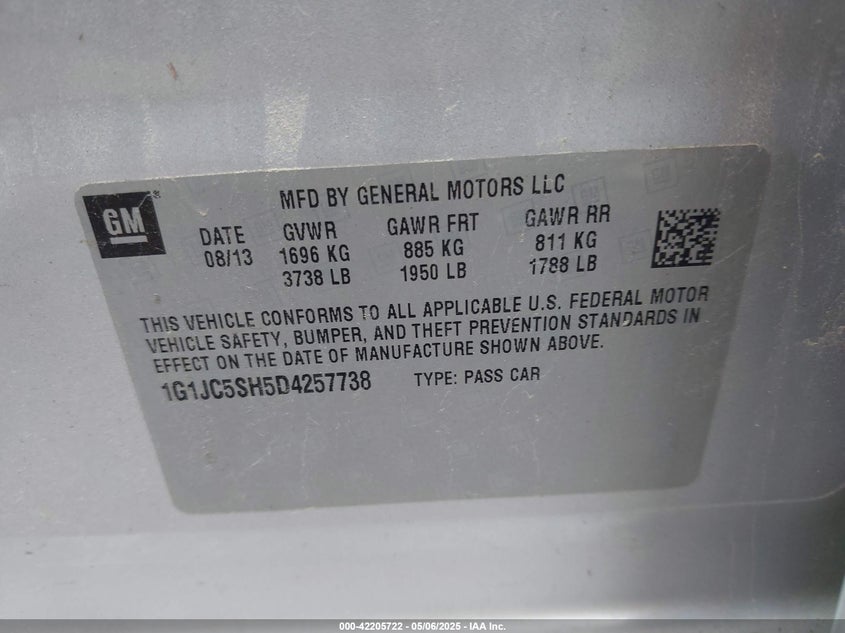 GM
®
MFD BY GENERAL MOTORS LLC
DATE GVWR GAWR FRT GAWR RR
08/13 1696 KG 885 KG 811 KG
3738 LB 1950 LB 1788 LB
THIS VEHICLE CONFORMS TO ALL APPLICABLE U.S. FEDERAL MOTOR
VEHICLE SAFETY, BUMPER, AND THEFT PREVENTION STANDARDS IN
EFFECT ON THE DATE OF MANUFACTURE SHOWN ABOVE.
1G1JC5SH5D4257738 TYPE: PASS CAR
000-42205722 - 05/06/2025 - IAA Inc.